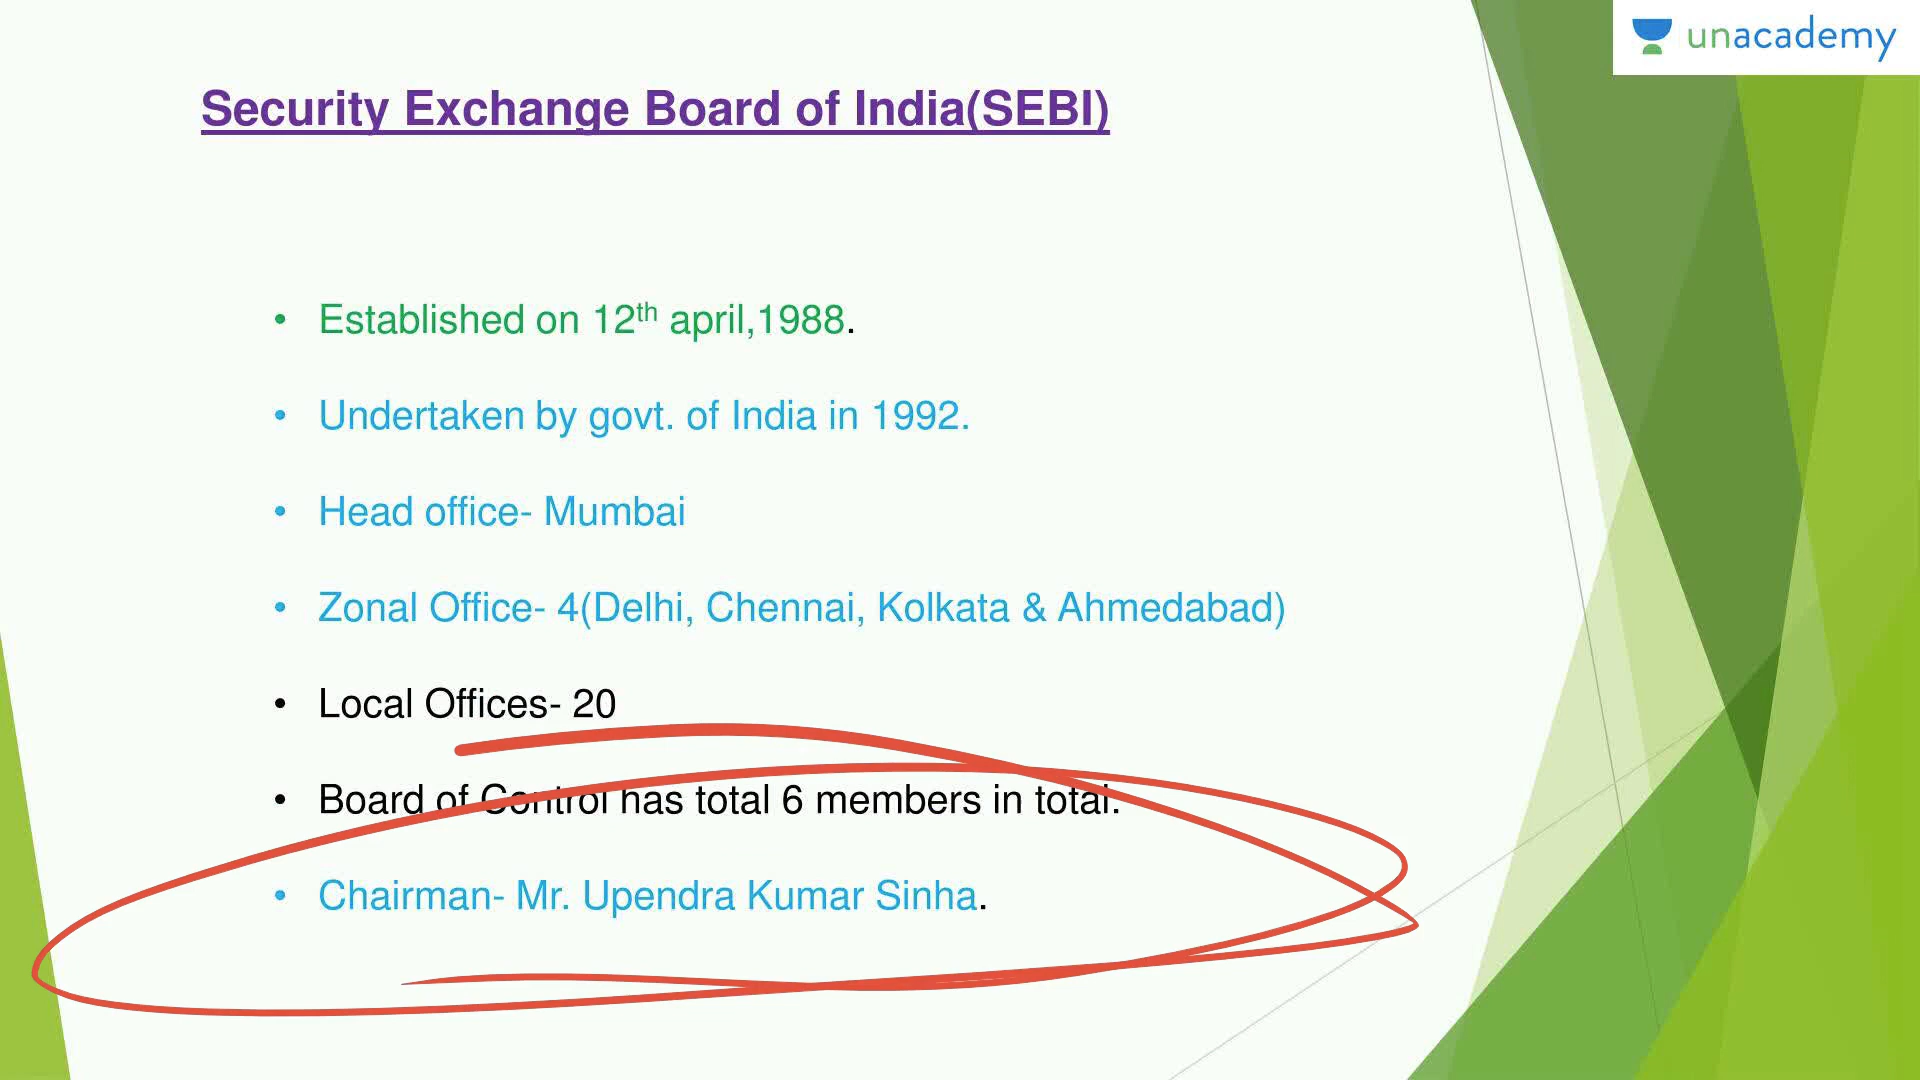 unacademy
Security Exchange Board of India(SEBI)
• Established on 12th april,1988.
• Undertaken by govt. of India in 1992.
• Head office- Mumbai
• Zonal Office- 4(Delhi, Chennai, Kolkata & Ahmedabad)
• Local Offices- 20
• Board of Control has total 6 members in total.
• Chairman- Mr. Upendra Kumar Sinha.